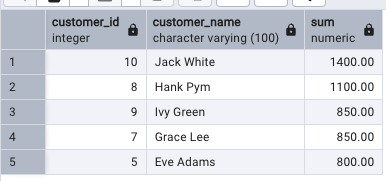 customer_id customer_name sum
integer character varying (100) numeric
1 10 Jack White 1400.00
2 8 Hank Pym 1100.00
3 9 Ivy Green 850.00
4 7 Grace Lee 850.00
5 5 Eve Adams 800.00